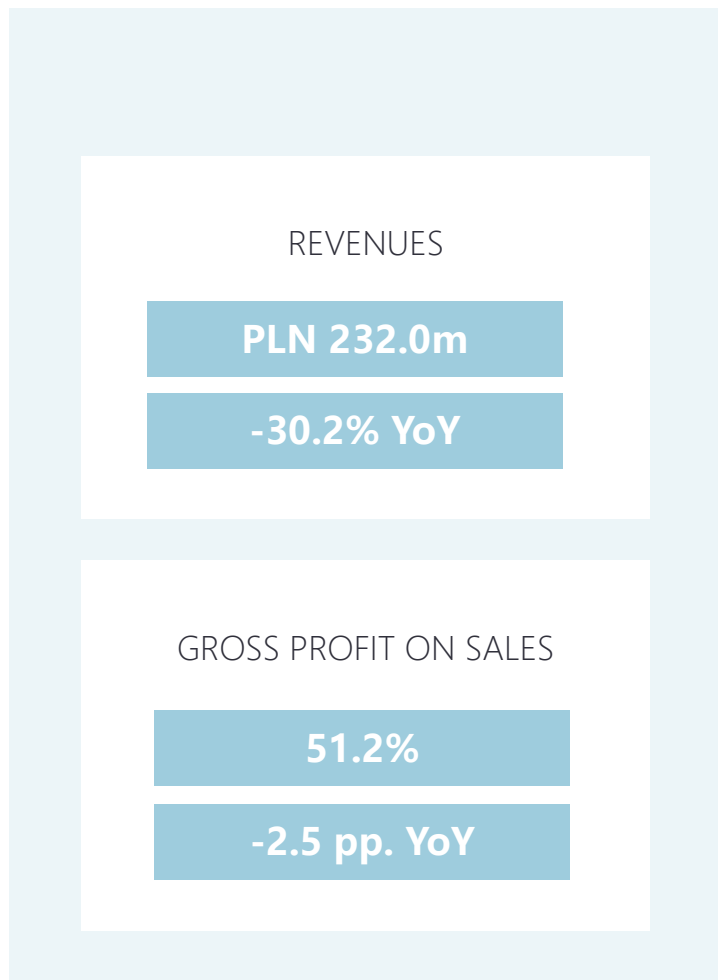 REVENUES
PLN 232.0m
-30.2% YoY
GROSS PROFIT ON SALES
51.2%
-2.5 pp. YoY